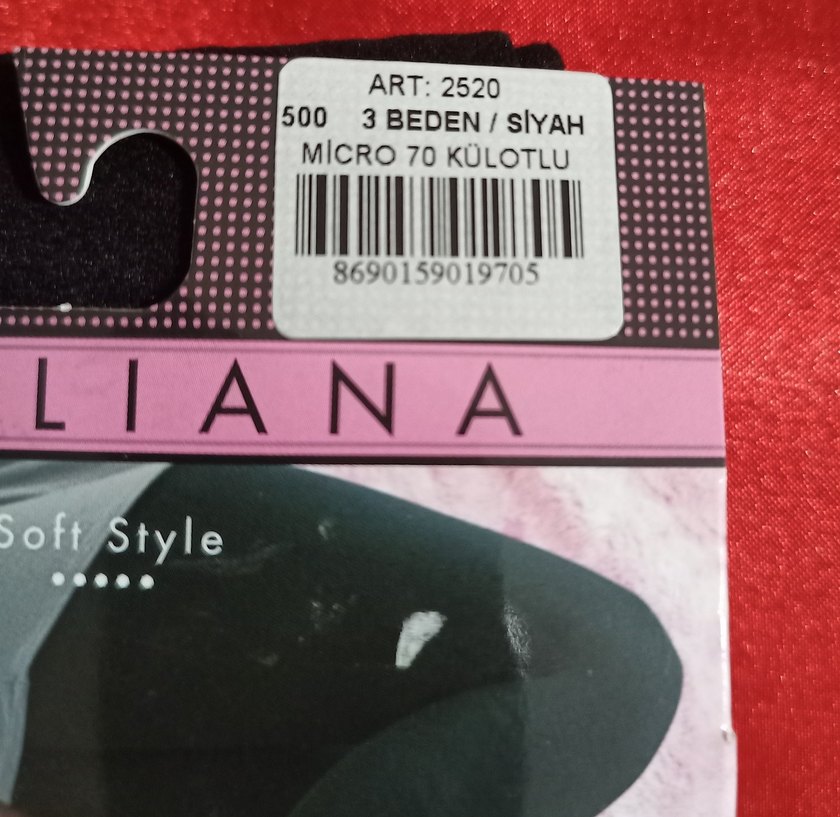 ART: 2520
500 3 BEDEN / SİYAH
MİCRO 70 KÜLOTLU
8690159019705
LIANA
Soft Style